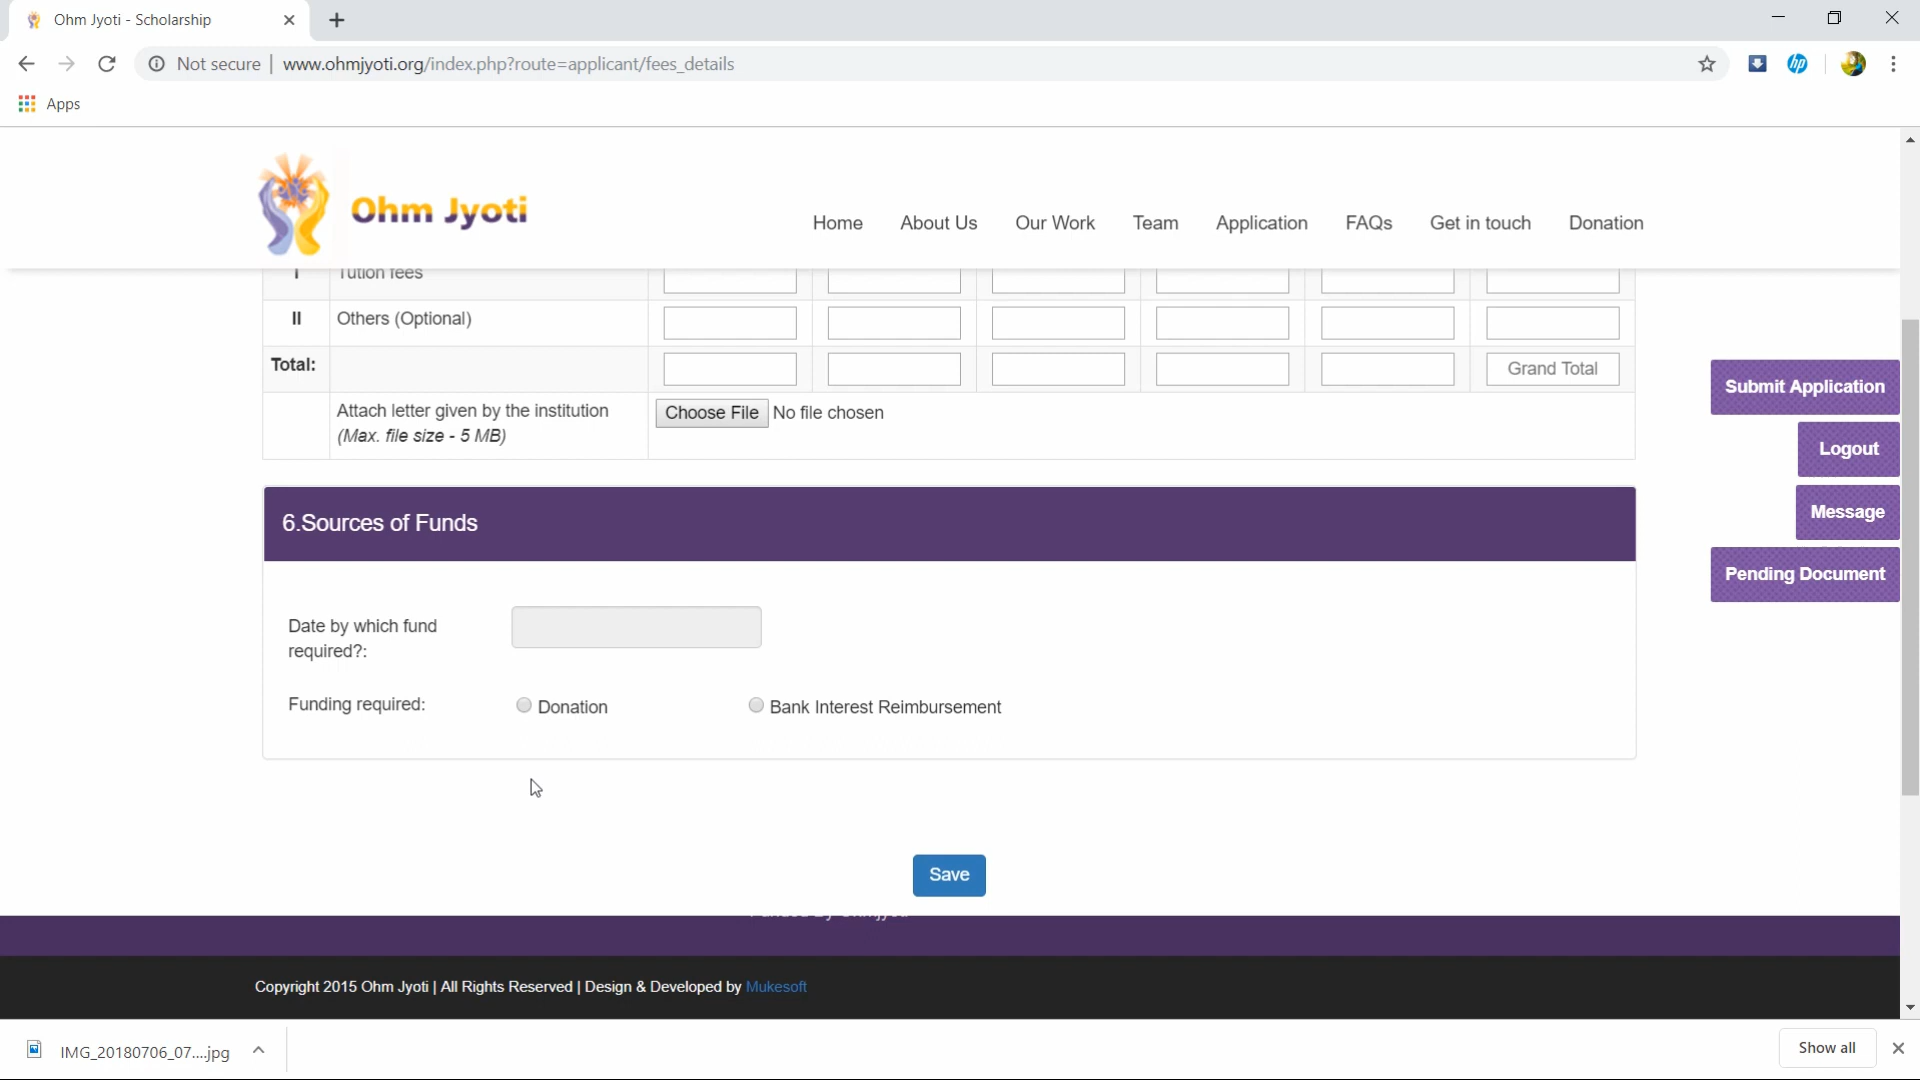 Ohm Jyoti - Scholarship
Not secure | www.ohmjyoti.org/index.php?route=applicant/fees_details
hp
Apps
Ohm Jyoti
Home About Us Our Work Team Application FAQs Get in touch Donation
I Tution fees
II Others (Optional)
Total: Grand Total
Attach letter given by the institution Choose File No file chosen
(Max. file size - 5 MB)
Submit Application
Logout
Message
Pending Document
6.Sources of Funds
Date by which fund
required?:
Funding required: Donation Bank Interest Reimbursement
Save
Copyright 2015 Ohm Jyoti | All Rights Reserved | Design & Developed by Mukesoft
IMG_20180706_07....jpg Show all